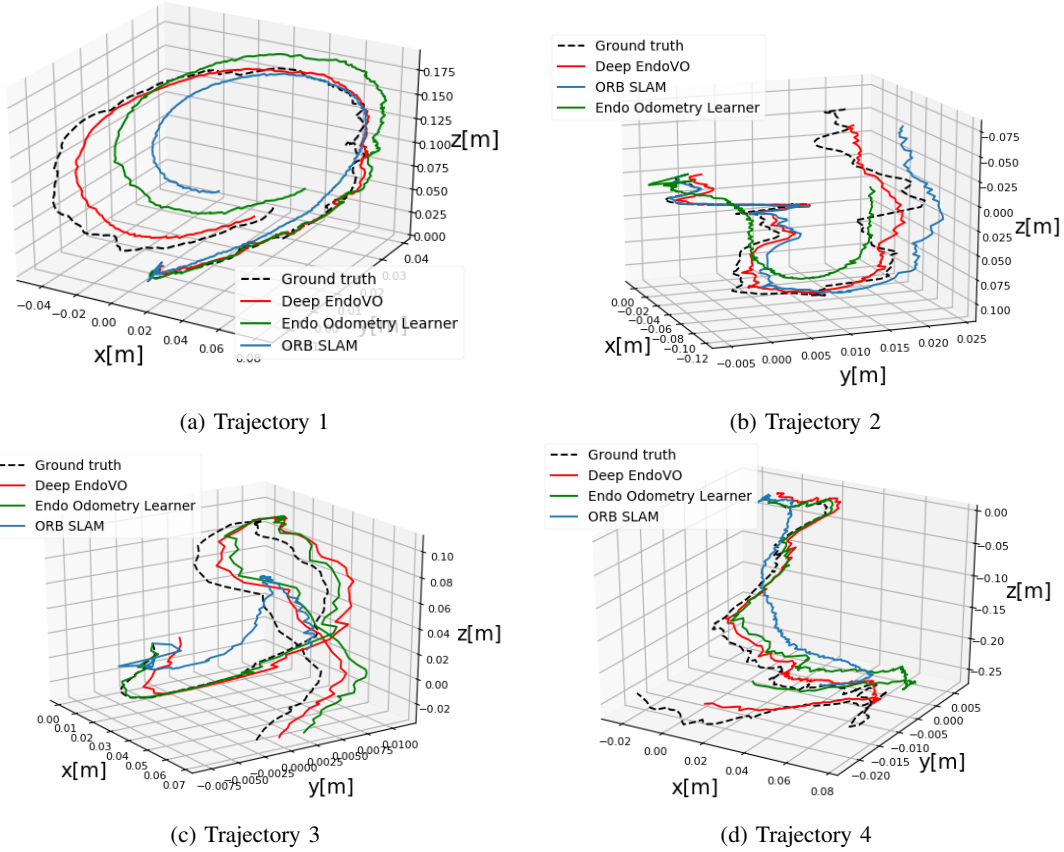 0.175
0.150
0.125
0.100
z[m]
0.075
0.050
0.025
0.000
0.04
0.03
−0.04
−0.02
0.00
0.02
0.04
0.06
0.08
x[m]
Ground truth
Deep EndoVO
Endo Odometry Learner
ORB SLAM
(a) Trajectory 1
Ground truth
Deep EndoVO
ORB SLAM
Endo Odometry Learner
−0.075
−0.050
−0.025
0.000
z[m]
0.025
0.050
0.075
0.100
0.00
−0.02
−0.04
−0.06
−0.08
−0.10
−0.12
x[m]
−0.005
0.000
0.005
0.010
0.015
0.020
0.025
y[m]
(b) Trajectory 2
Ground truth
Deep EndoVO
Endo Odometry Learner
ORB SLAM
0.10
0.08
0.06
0.04
z[m]
0.02
0.00
−0.02
0.00
0.01
0.02
0.03
0.04
0.05
0.06
0.07
x[m]
−0.0075
−0.0050
−0.0025
0.0000
0.0025
0.0050
0.0075
0.0100
y[m]
(c) Trajectory 3
Ground truth
Deep EndoVO
Endo Odometry Learner
ORB SLAM
0.00
−0.05
−0.10
z[m]
−0.15
−0.20
−0.25
−0.02
0.00
0.02
0.04
0.06
0.08
x[m]
0.005
0.000
−0.005
−0.010
−0.015
−0.020
y[m]
(d) Trajectory 4